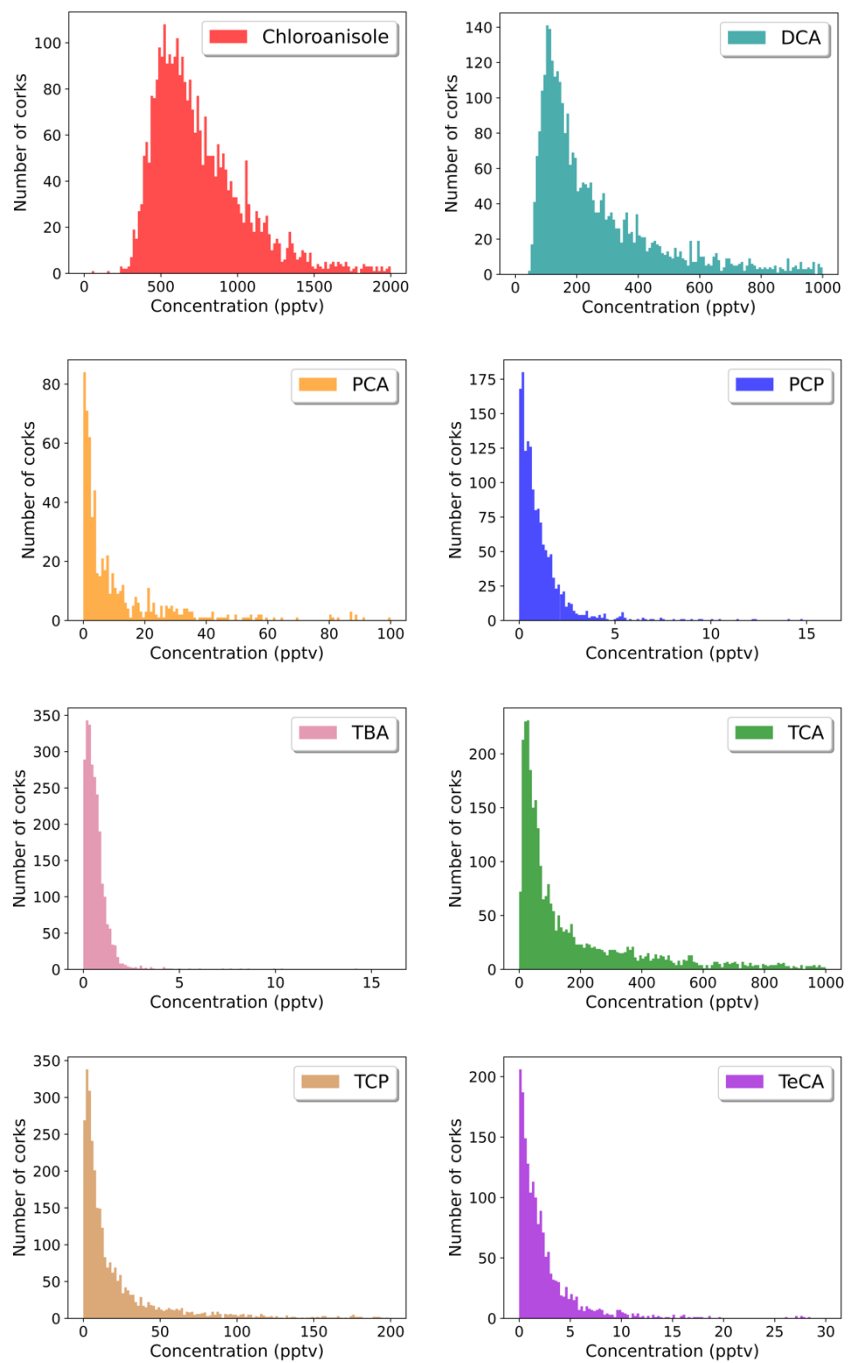 Chloroanisole
Number of corks
100
80
60
40
20
0
0 500 1000 1500 2000
Concentration (pptv)
DCA
Number of corks
140
120
100
80
60
40
20
0
0 200 400 600 800 1000
Concentration (pptv)
PCA
Number of corks
80
60
40
20
0
0 20 40 60 80 100
Concentration (pptv)
PCP
Number of corks
175
150
125
100
75
50
25
0
0 5 10 15
Concentration (pptv)
TBA
Number of corks
350
300
250
200
150
100
50
0
0 5 10 15
Concentration (pptv)
TCA
Number of corks
200
150
100
50
0
0 200 400 600 800 1000
Concentration (pptv)
TCP
Number of corks
350
300
250
200
150
100
50
0
0 50 100 150 200
Concentration (pptv)
TeCA
Number of corks
200
150
100
50
0
0 5 10 15 20 25 30
Concentration (pptv)